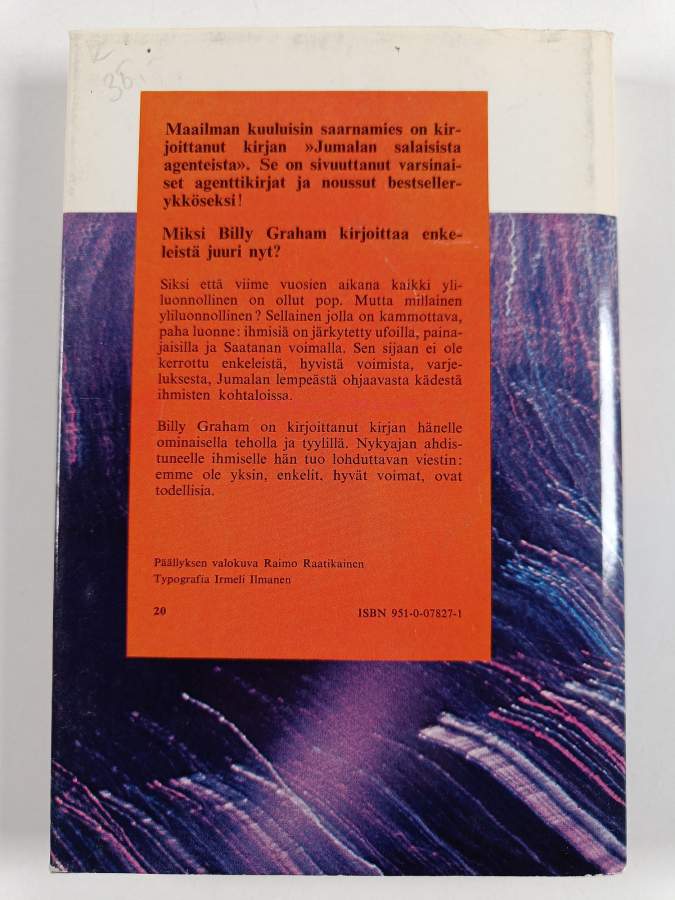 36.-
Maailman kuuluisin saarnamies on kir-
joittanut kirjan »Jumalan salaisista
agenteista». Se on sivuuttanut varsinai-
set agenttikirjat ja noussut bestseller-
ykköseksi!
Miksi Billy Graham kirjoittaa enke-
leistä juuri nyt?
Siksi että viime vuosien aikana kaikki yli-
luonnollinen on ollut pop. Mutta millainen
yliluonnollinen? Sellainen jolla on kammottava,
paha luonne: ihmisiä on järkytetty ufoilla, paina-
jaisilla ja Saatanan voimalla. Sen sijaan ei ole
kerrottu enkeleistä, hyvistä voimista, varje-
luksesta, Jumalan lempeästä ohjaavasta kädestä
ihmisten kohtaloissa.
Billy Graham on kirjoittanut kirjan hänelle
ominaisella teholla ja tyylillä. Nykyajan ahdis-
tuneelle ihmiselle hän tuo lohduttavan viestin:
emme ole yksin, enkelit, hyvät voimat, ovat
todellisia.
Päällyksen valokuva Raimo Raatikainen
Typografia Irmeli Ilmanen
20 ISBN 951-0-07827-1